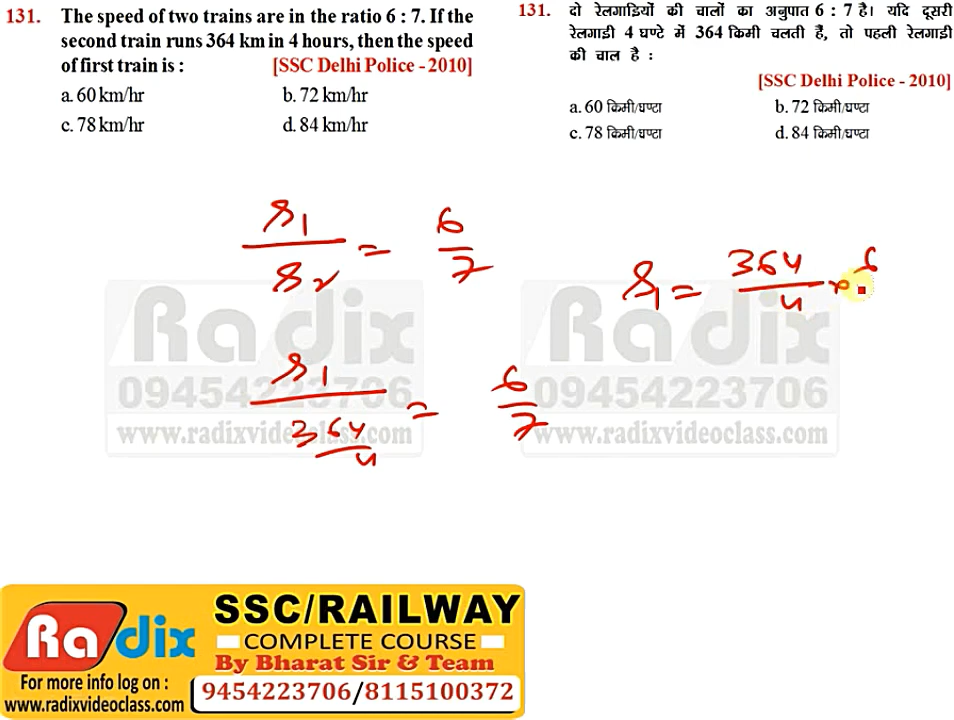 131. The speed of two trains are in the ratio 6 : 7. If the
second train runs 364 km in 4 hours, then the speed
of first train is : [SSC Delhi Police - 2010]
a. 60 km/hr b. 72 km/hr
c. 78 km/hr d. 84 km/hr
131. दो रेलगाड़ियों की चालों का अनुपात 6 : 7 है। यदि दूसरी
रेलगाडी 4 घण्टे में 364 किमी चलती हैं, तो पहली रेलगाडी
की चाल है :
[SSC Delhi Police - 2010]
a. 60 किमी/घण्टा b. 72 किमी/घण्टा
c. 78 किमी/घण्टा d. 84 किमी/घण्टा
S1/S2 = 6/7
S1 = 364/4 × 6
S1/(364/4) = 6/7
Radix Radix
09454223706 09454223706
www.radixvideoclass.com www.radixvideoclass.com
Radix
For more info log on :
www.radixvideoclass.com
SSC/RAILWAY
COMPLETE COURSE
By Bharat Sir & Team
9454223706/8115100372